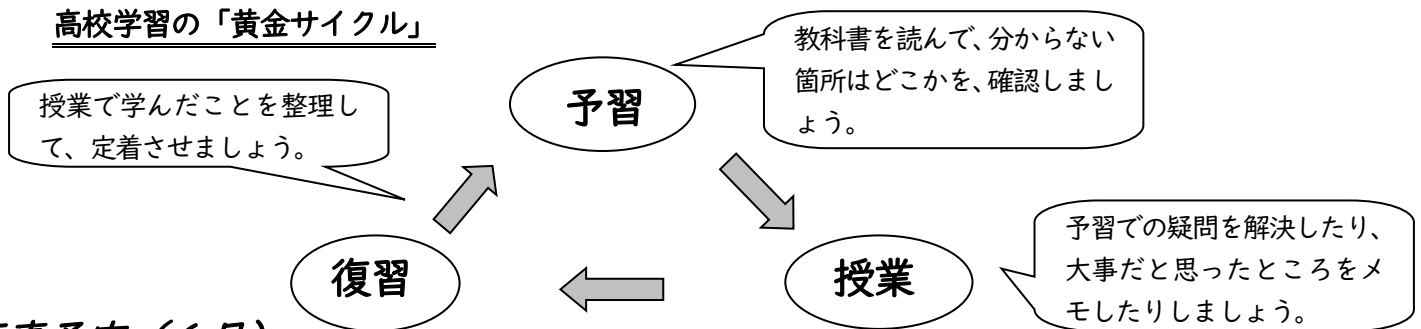 高校学習の「黄金サイクル」
教科書を読んで、分からない
箇所はどこかを、確認しまし
ょう。
授業で学んだことを整理し
て、定着させましょう。
予習
予習での疑問を解決したり、
大事だと思ったところをメ
モしたりしましょう。
復習
授業